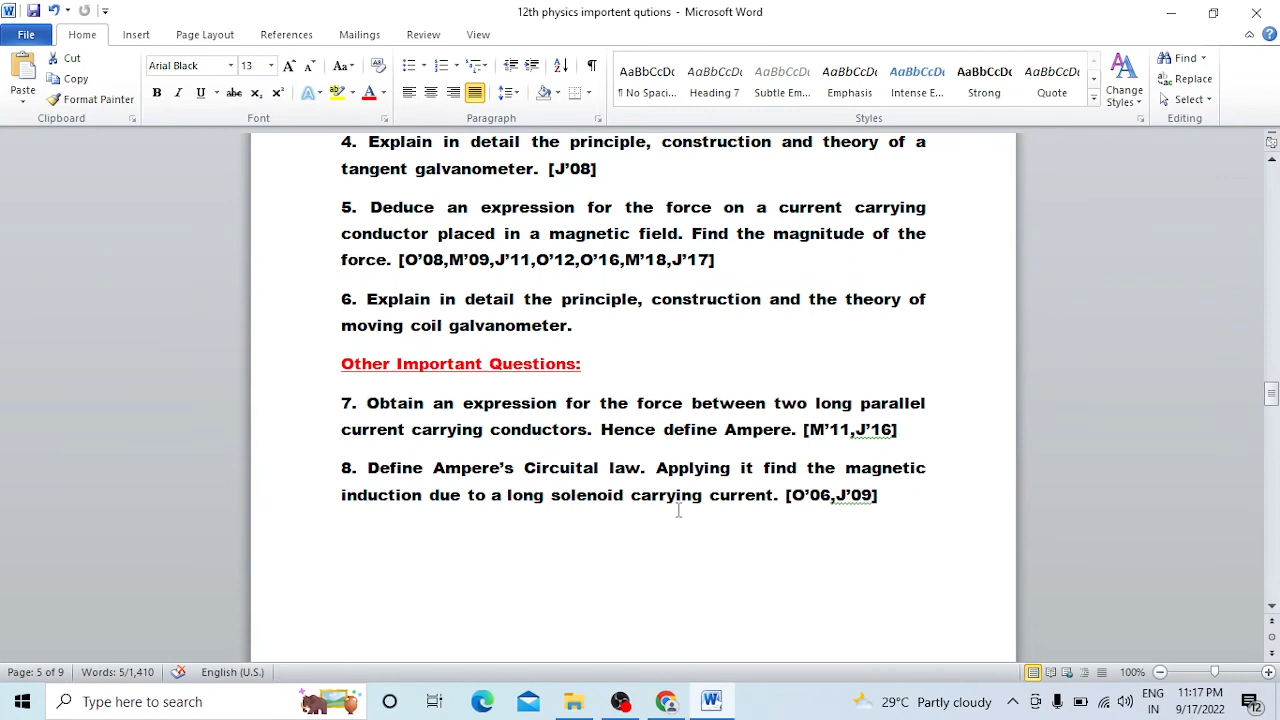 12th physics importent qutions - Microsoft Word
File Home Insert Page Layout References Mailings Review View
Paste Cut Copy Format Painter Clipboard
Arial Black 13 Font
Paragraph
AaBbCcDc AaBbCcD AaBbCcDc AaBbCcDc AaBbCcDc AaBbCcDc AaBbCcDc
¶ No Spaci... Heading 7 Subtle Em... Emphasis Intense E... Strong Quote
Styles
Change Styles
Find Replace Select Editing
4. Explain in detail the principle, construction and theory of a
tangent galvanometer. [J’08]
5. Deduce an expression for the force on a current carrying
conductor placed in a magnetic field. Find the magnitude of the
force. [O’08,M’09,J’11,O’12,O’16,M’18,J’17]
6. Explain in detail the principle, construction and the theory of
moving coil galvanometer.
Other Important Questions:
7. Obtain an expression for the force between two long parallel
current carrying conductors. Hence define Ampere. [M’11,J’16]
8. Define Ampere’s Circuital law. Applying it find the magnetic
induction due to a long solenoid carrying current. [O’06,J’09]
Page: 5 of 9 Words: 5/1,410 English (U.S.) 100%
Type here to search
29°C Partly cloudy
ENG IN
11:17 PM
9/17/2022
12